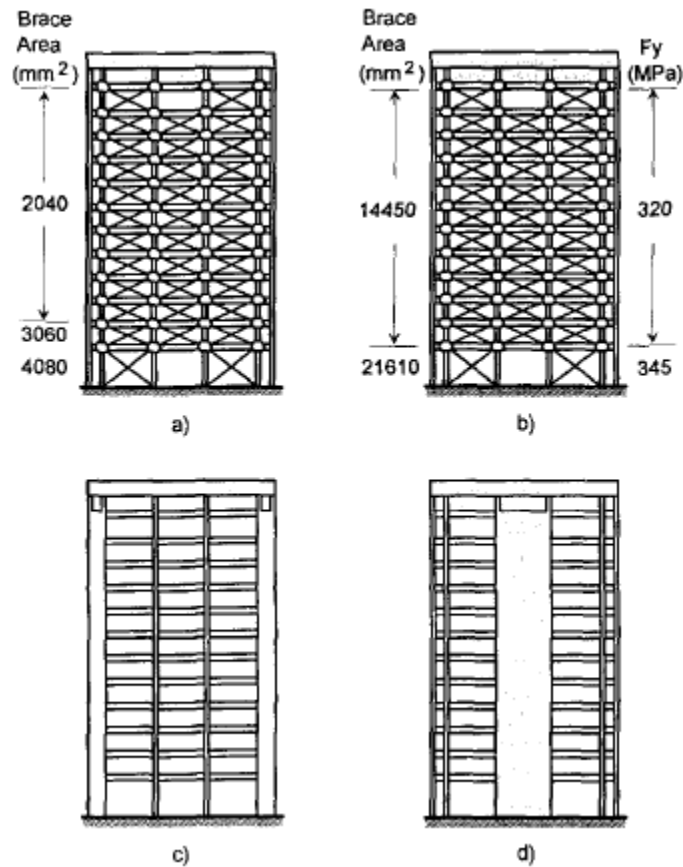 Brace
Area
(mm²)
2040
3060
4080
a)
Brace
Area
(mm²)
Fy
(MPa)
14450
320
21610
345
b)
c)
d)